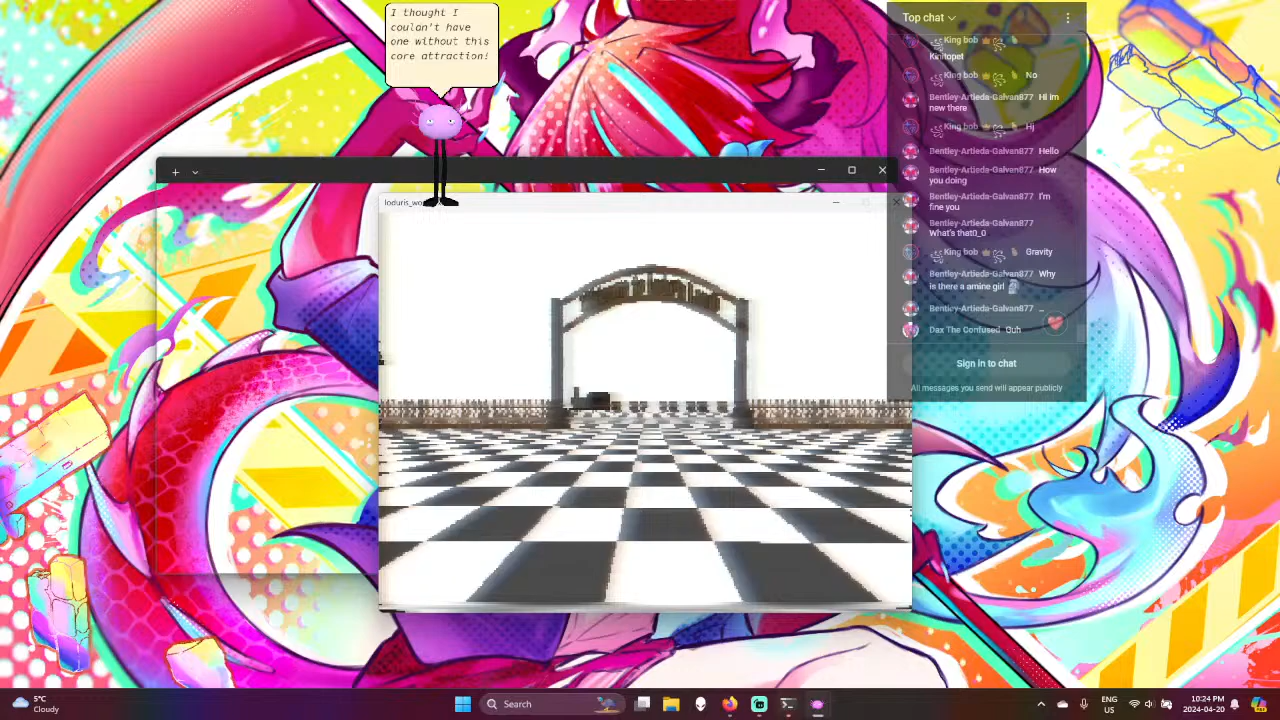 I thought I
coulan't have
one without this
core attraction!
Top chat
King bob
Kinitopet
King bob No
Bentley-Artieda-Galvan877 Hi im
new there
King bob Hj
Bentley-Artieda-Galvan877 Hello
Bentley-Artieda-Galvan877 How
you doing
Bentley-Artieda-Galvan877 I'm
fine you
Bentley-Artieda-Galvan877
What's that0_0
King bob Gravity
Bentley-Artieda-Galvan877 Why
is there a amine girl
Bentley-Artieda-Galvan877 ..
Dax The Confused Guh
Sign in to chat
All messages you send will appear publicly
5°C
Cloudy
Search
ENG
US
10:24 PM
2024-04-20